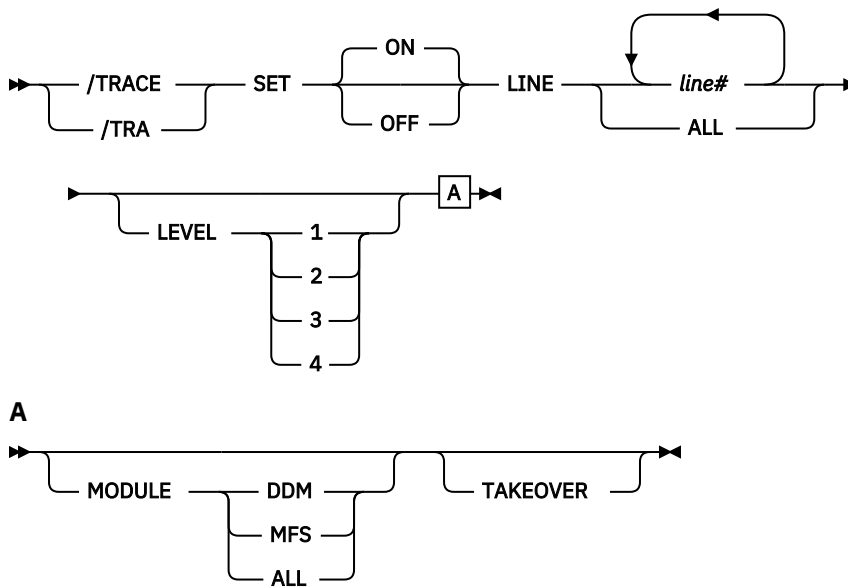 ON
/TRACE SET LINE line#
/TRA OFF ALL
A
LEVEL 1
2
3
4
A
MODULE DDM TAKEOVER
MFS
ALL